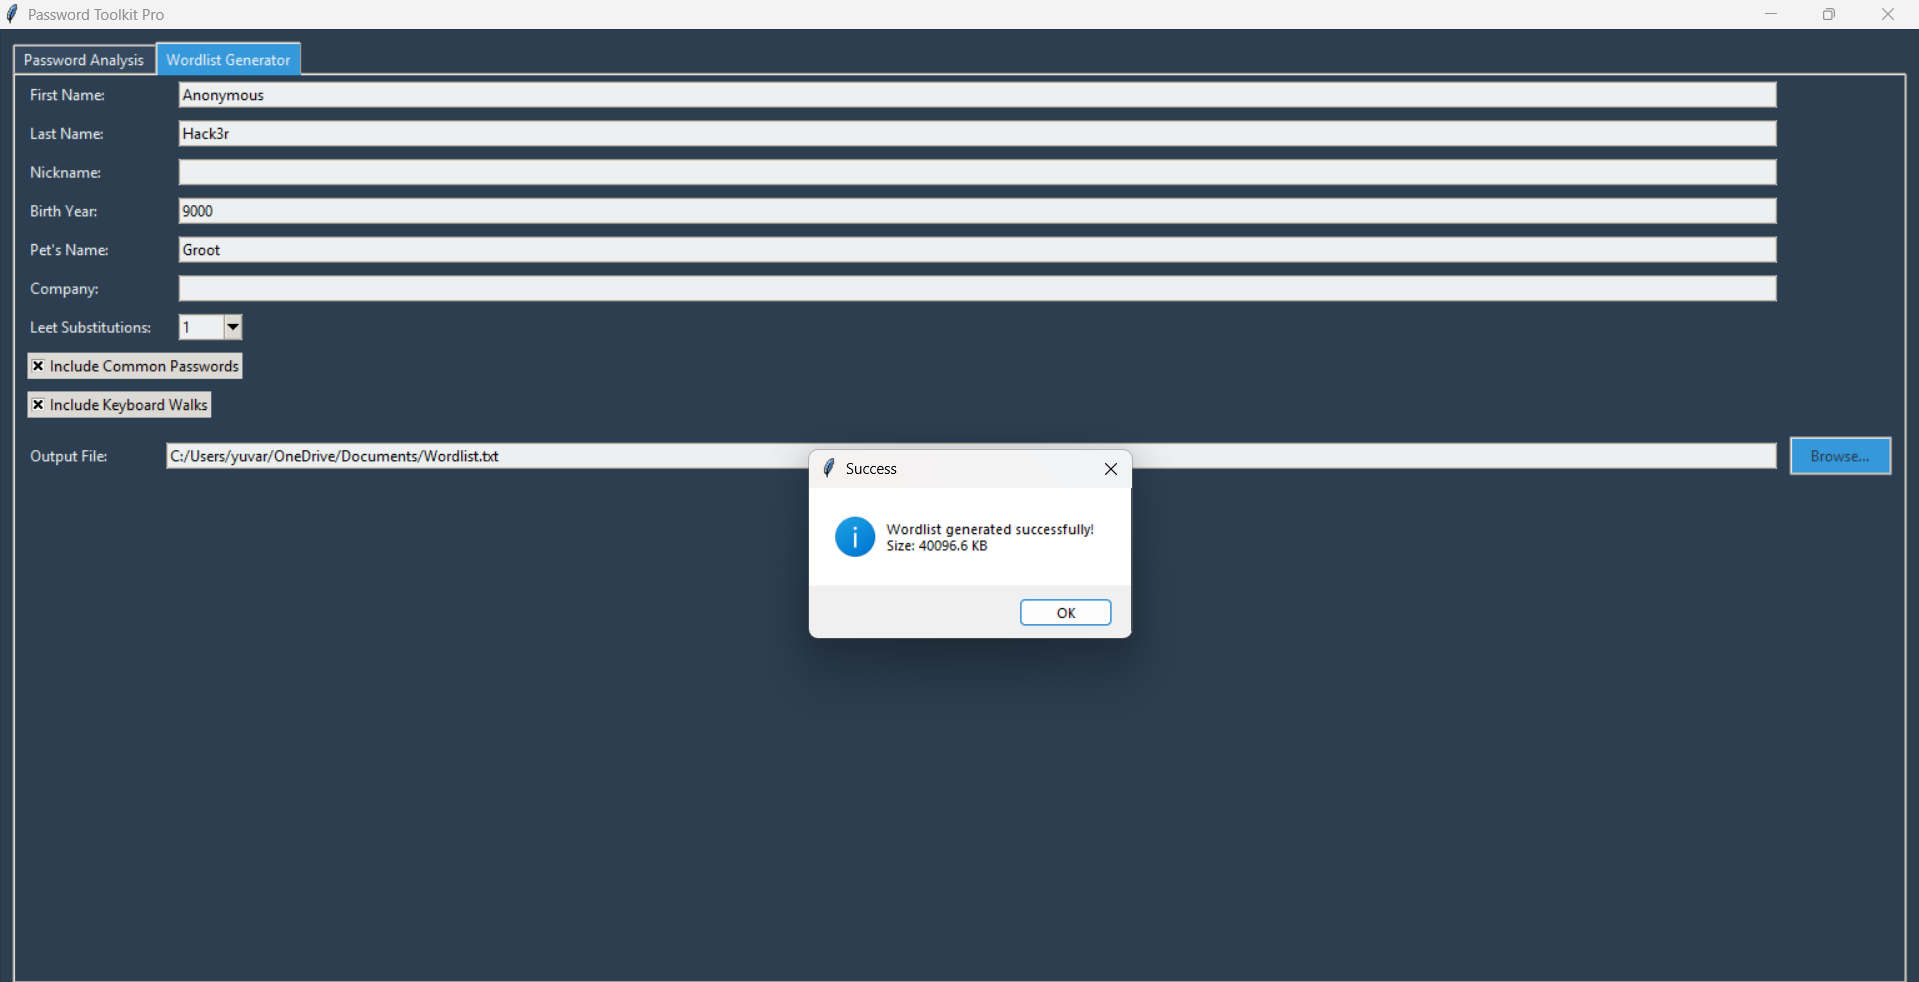 Password Toolkit Pro
Password Analysis Wordlist Generator
First Name: Anonymous
Last Name: Hack3r
Nickname:
Birth Year: 9000
Pet's Name: Groot
Company:
Leet Substitutions: 1
Include Common Passwords
Include Keyboard Walks
Output File: C:/Users/yuvar/OneDrive/Documents/Wordlist.txt Browse...
Success
Wordlist generated successfully!
Size: 40096.6 KB
OK